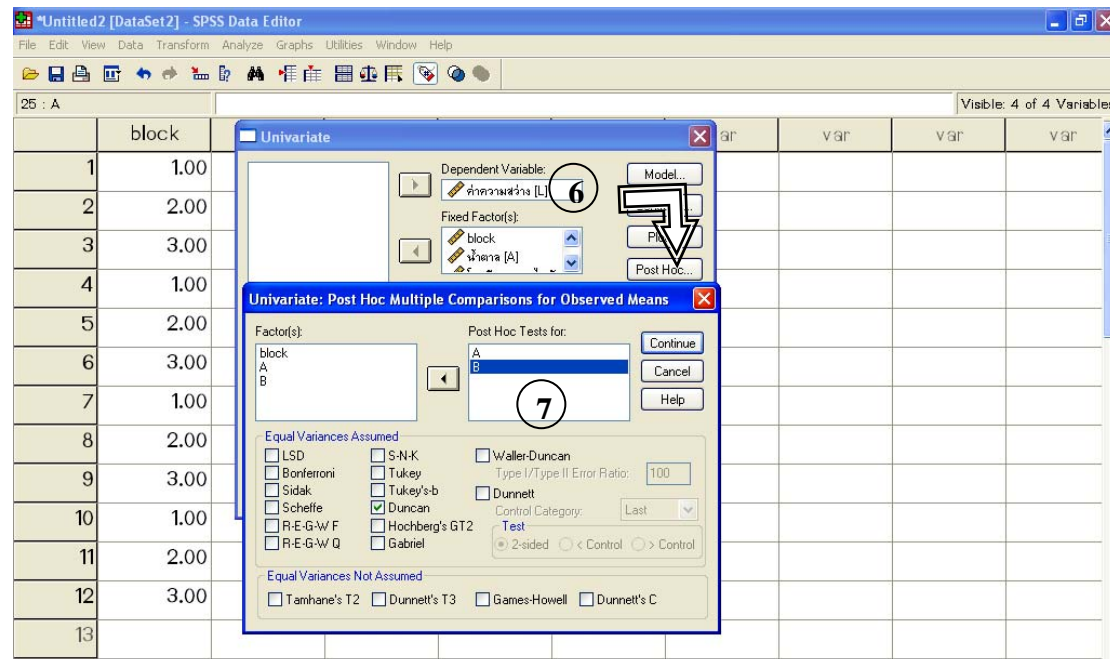 *Untitled2 [DataSet2] - SPSS Data Editor
File Edit View Data Transform Analyze Graphs Utilities Window Help
25 : A
Visible: 4 of 4 Variables
block ar var var var
1 1.00
2 2.00
3 3.00
4 1.00
5 2.00
6 3.00
7 1.00
8 2.00
9 3.00
10 1.00
11 2.00
12 3.00
13
Univariate
Dependent Variable:
ค่าความสว่าง [L]
6
Model...
Fixed Factor(s):
block
น้ำตาล [A]
Post Hoc...
Univariate: Post Hoc Multiple Comparisons for Observed Means
Factor(s):
block
A
B
Post Hoc Tests for:
A
B
7
Continue
Cancel
Help
Equal Variances Assumed
LSD S-N-K Waller-Duncan
Bonferroni Tukey Type I/Type II Error Ratio: 100
Sidak Tukey's-b Dunnett
Scheffe Duncan Control Category: Last
R-E-G-W F Hochberg's GT2 Test
R-E-G-W Q Gabriel 2-sided < Control > Control
Equal Variances Not Assumed
Tamhane's T2 Dunnett's T3 Games-Howell Dunnett's C